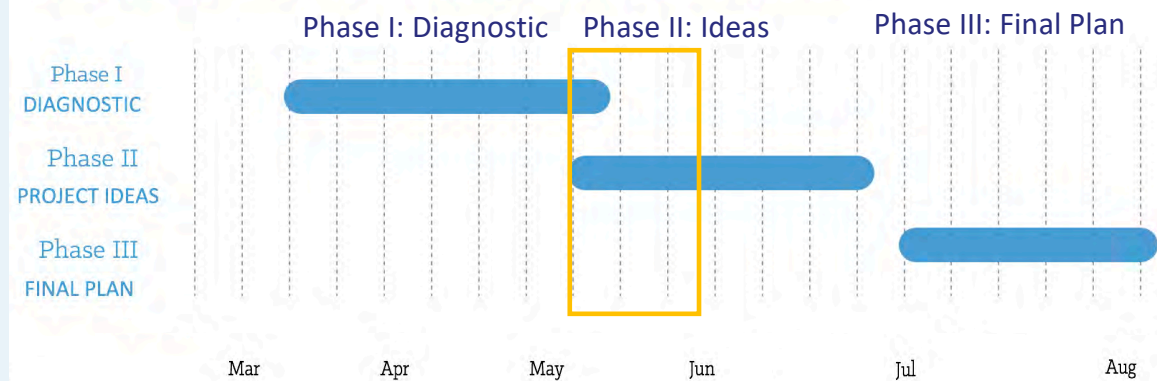 Phase I: Diagnostic Phase II: Ideas Phase III: Final Plan
Phase I
DIAGNOSTIC
Phase II
PROJECT IDEAS
Phase III
FINAL PLAN
Mar Apr May Jun Jul Aug